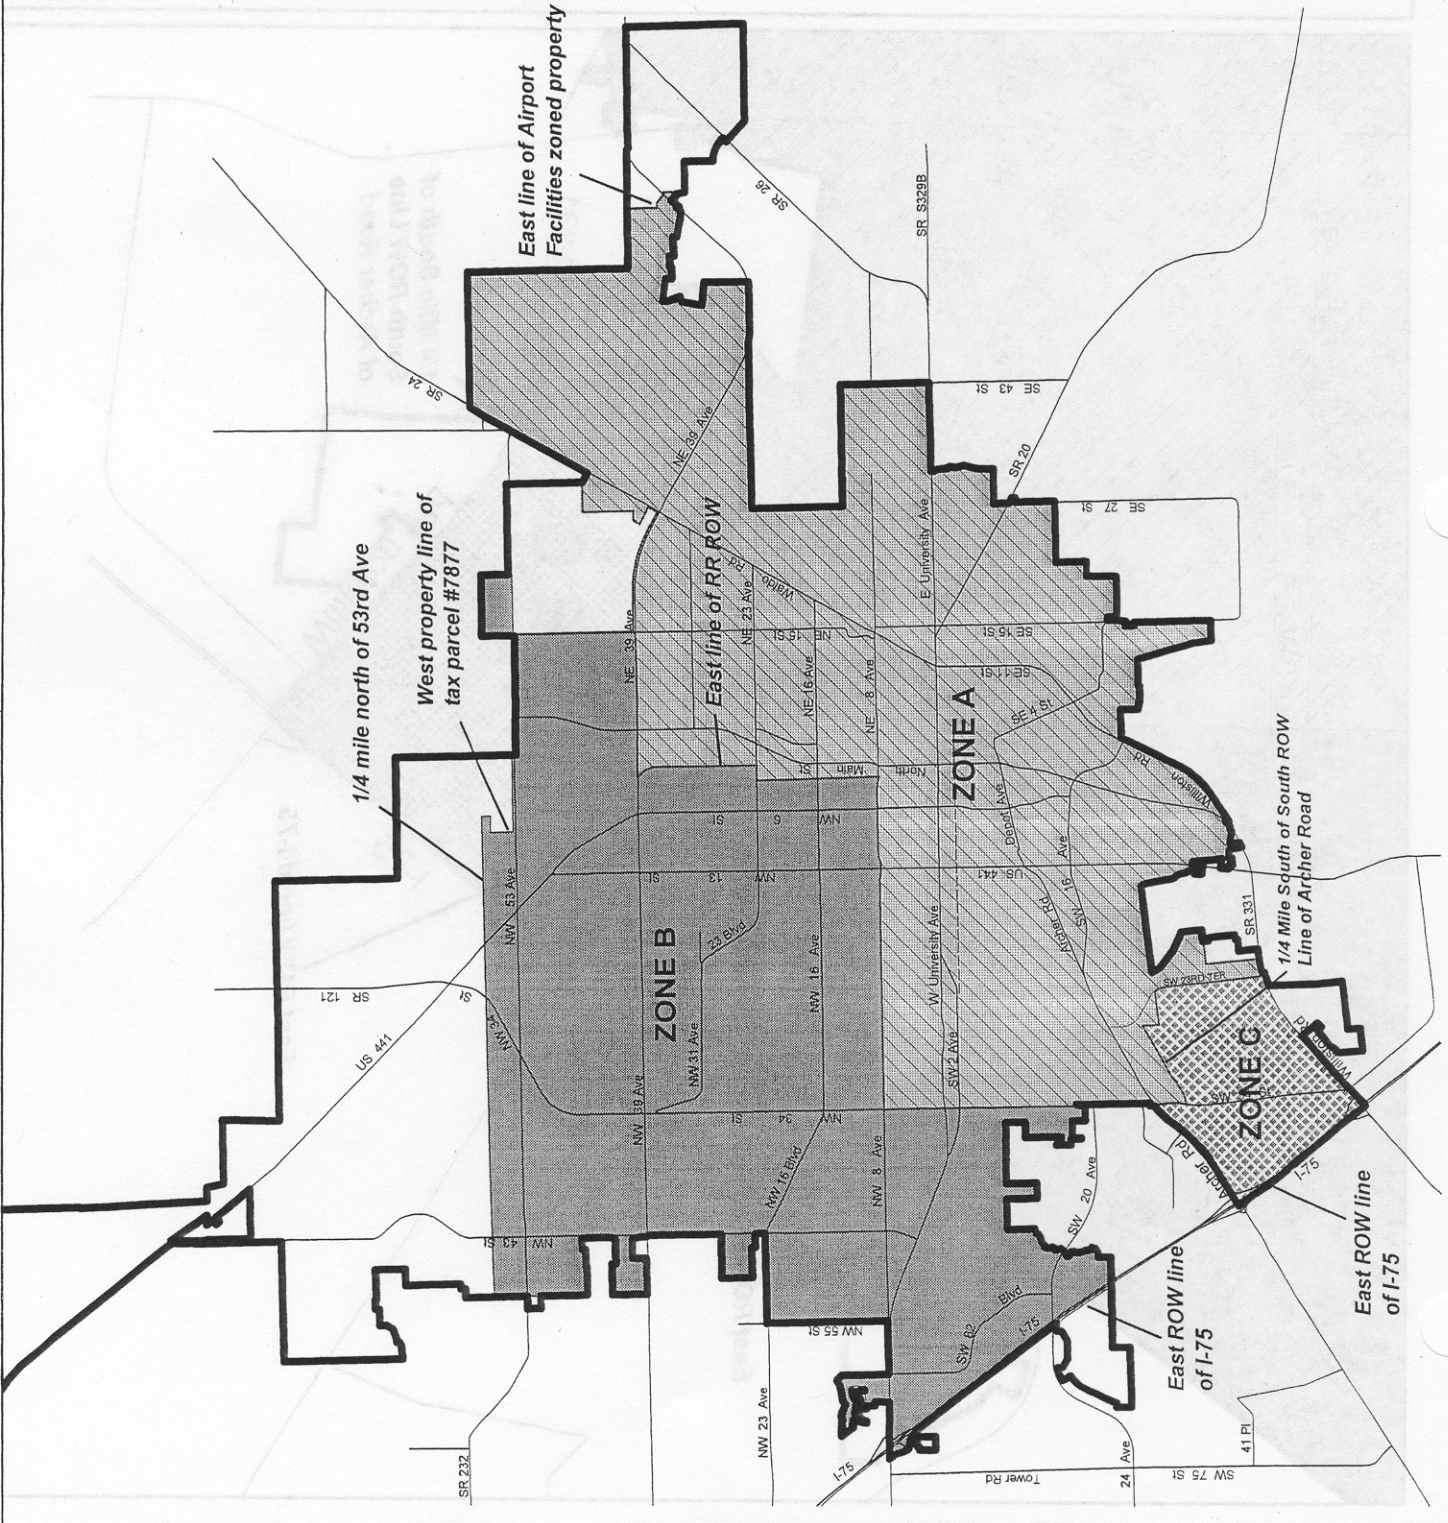 East line of Airport
Facilities zoned property
SR 26
SR S329B
SR 24
SE 43 St
SR 20
SE 27 St
NE 39 Ave
1/4 mile north of 53rd Ave
West property line of
tax parcel #7877
East line of RR ROW
Waldo Rd
E University Ave
NE 39 Ave
NE 23 Ave
NE 15 St
SE 15 St
NE 16 Ave
NE 8 Ave
SE 11 St
SE 4 St
ZONE A
North Main St
Williston Rd
1/4 Mile South of South ROW
Line of Archer Road
NW 6 St
Depot Ave
NW 13 St
US 441
SW 16 Ave
Archer Rd
NW 53 Ave
23 Blvd
ZONE B
NW 16 Ave
W University Ave
SR 331
SW 23RD TER
SR 121
St
US 441
NW 34
NW 31 Ave
NW 39 Ave
SW 2 Ave
NW 34 St
Williston Rd
ZONE C
NW 16 Blvd
NW 8 Ave
SW 20 Ave
Archer Rd
I-75
East ROW line
of I-75
NW 43 St
SW 62 Blvd
I-75
East ROW line
of I-75
NW 55 St
NW 23 Ave
SR 232
I-75
Tower Rd
24 Ave
SW 75 St
41 Pl